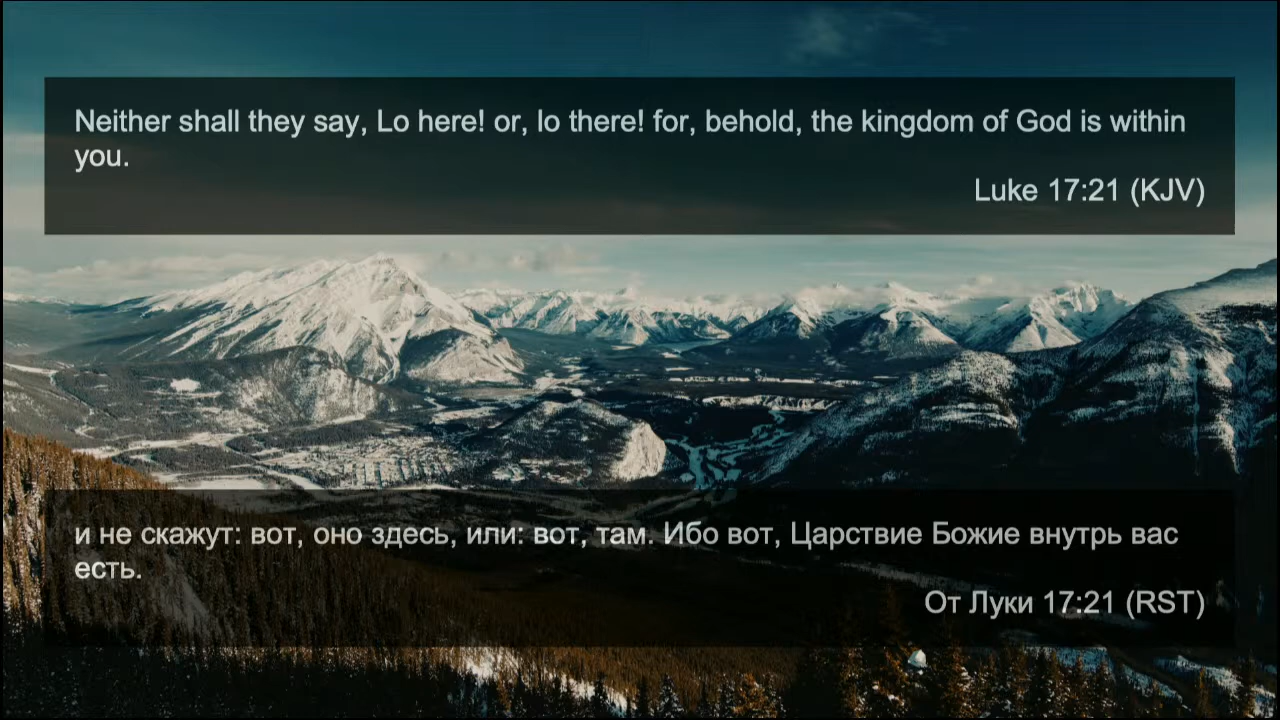 Neither shall they say, Lo here! or, lo there! for, behold, the kingdom of God is within
you.
Luke 17:21 (KJV)
и не скажут: вот, оно здесь, или: вот, там. Ибо вот, Царствие Божие внутрь вас
есть.
От Луки 17:21 (RST)